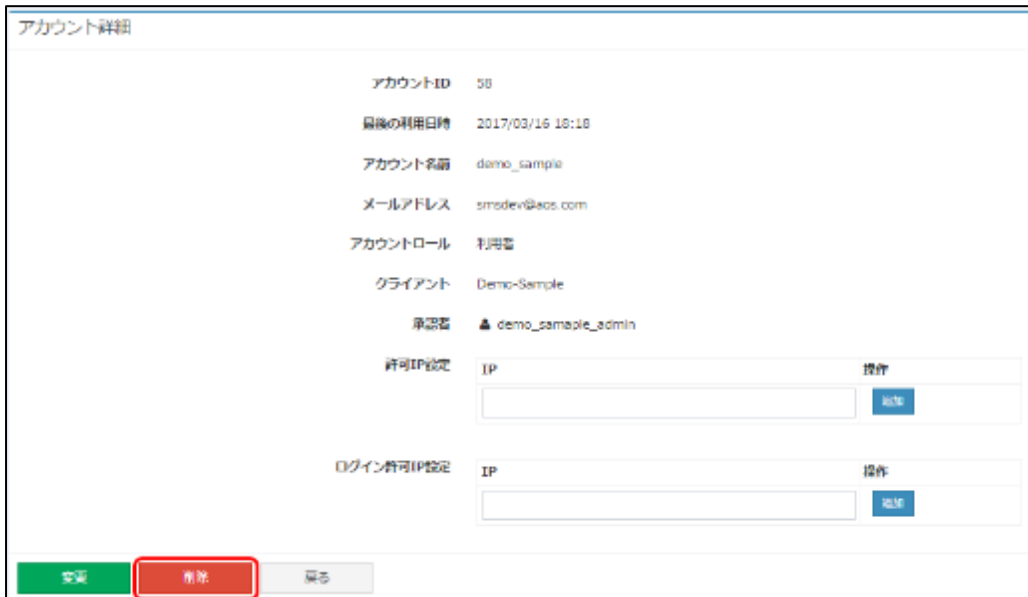 アカウント詳細
アカウントID 58
最後の利用日時 2017/03/16 18:18
アカウント名前 demo_sample
メールアドレス smsdev@aos.com
アカウントロール 利用者
クライアント Demo-Sample
承認者 demo_samaple_admin
許可IP設定 IP 操作
追加
ログイン許可IP設定 IP 操作
追加
変更 削除 戻る